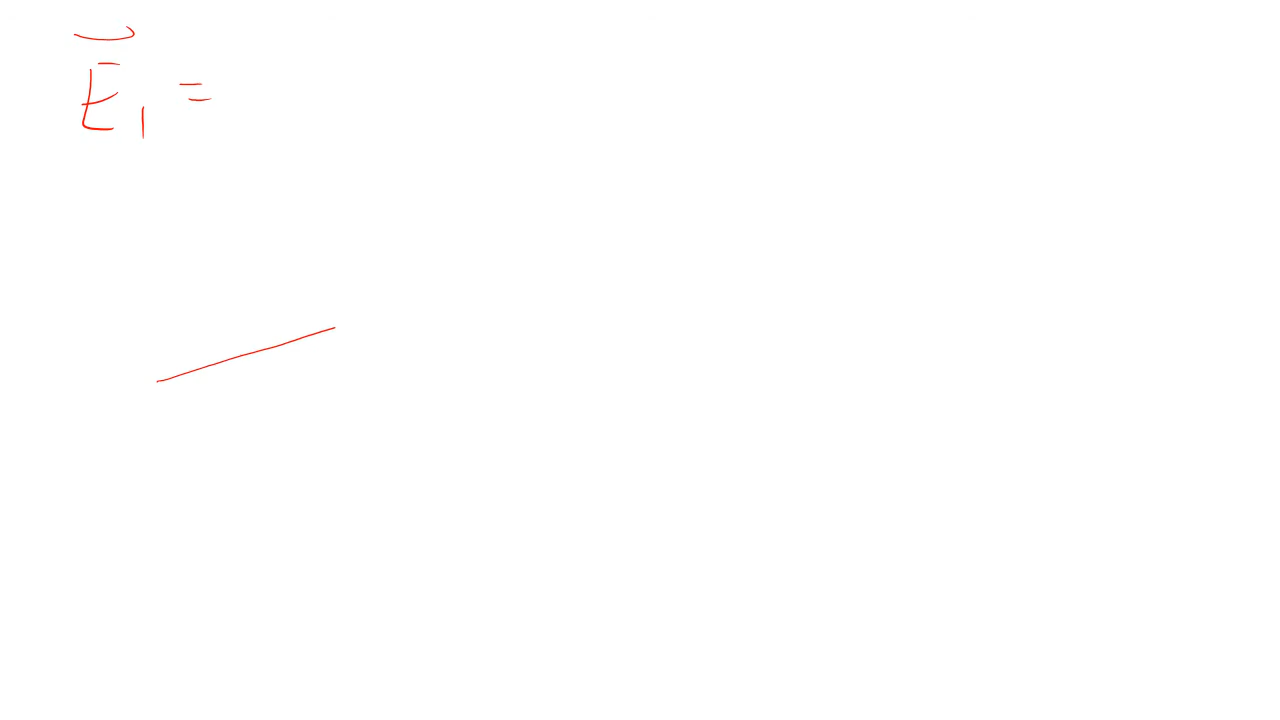 E₁ =